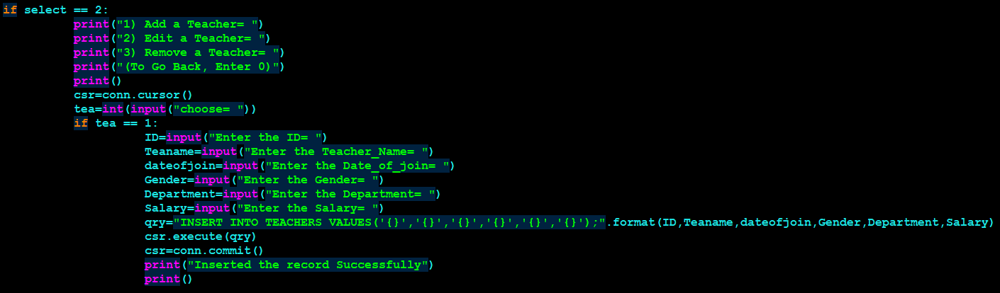 if select == 2:
print("1) Add a Teacher= ")
print("2) Edit a Teacher= ")
print("3) Remove a Teacher= ")
print("(To Go Back, Enter 0)")
print()
csr=conn.cursor()
tea=int(input("choose= "))
if tea == 1:
ID=input("Enter the ID= ")
Teaname=input("Enter the Teacher_Name= ")
dateofjoin=input("Enter the Date_of_join= ")
Gender=input("Enter the Gender= ")
Department=input("Enter the Department= ")
Salary=input("Enter the Salary= ")
qry="INSERT INTO TEACHERS VALUES('{}','{}','{}','{}','{}','{}');".format(ID,Teaname,dateofjoin,Gender,Department,Salary)
csr.execute(qry)
csr=conn.commit()
print("Inserted the record Successfully")
print()